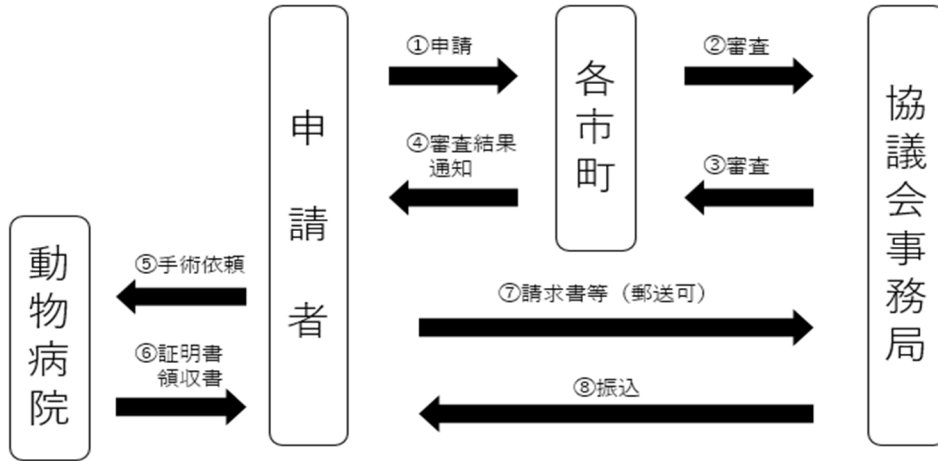 ①申請
②審査
④審査結果
通知
③審査
⑤手術依頼
⑥証明書
領収書
⑦請求書等（郵送可）
⑧振込
動物病院
申請者
各市町
協議会事務局